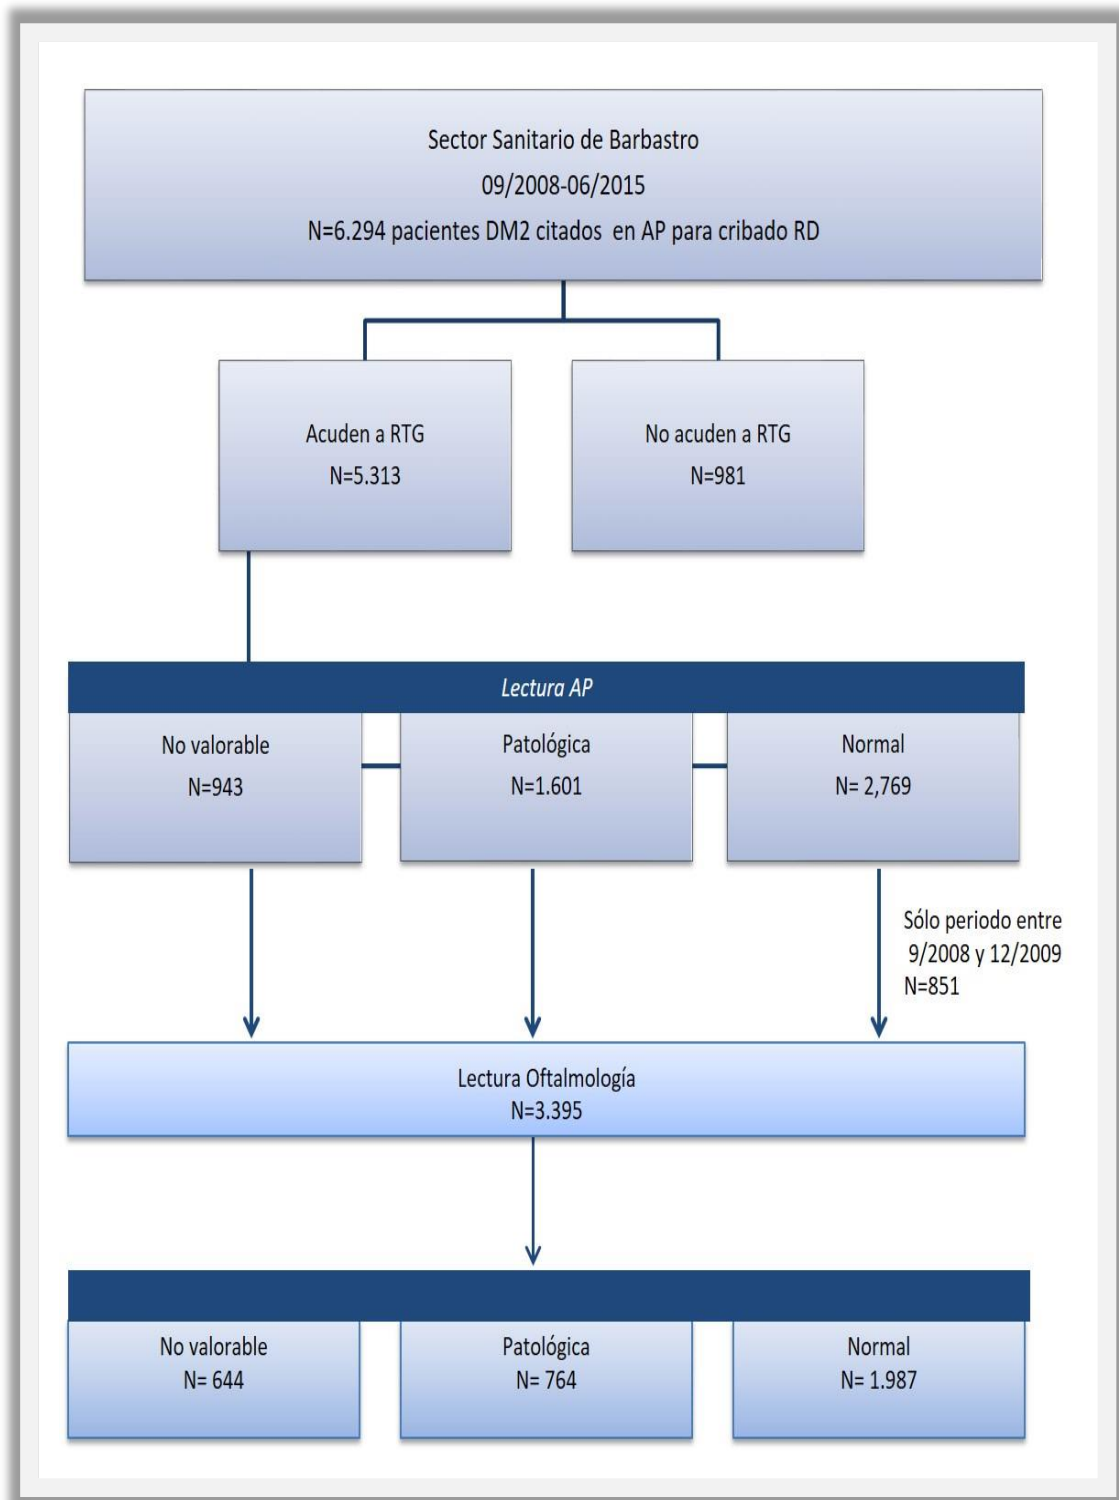 Sector Sanitario de Barbastro
09/2008-06/2015
N=6.294 pacientes DM2 citados en AP para cribado RD
Acuden a RTG
N=5.313
No acuden a RTG
N=981
Lectura AP
No valorable
N=943
Patológica
N=1.601
Normal
N= 2,769
Sólo periodo entre
9/2008 y 12/2009
N=851
Lectura Oftalmología
N=3.395
No valorable
N= 644
Patológica
N= 764
Normal
N= 1.987